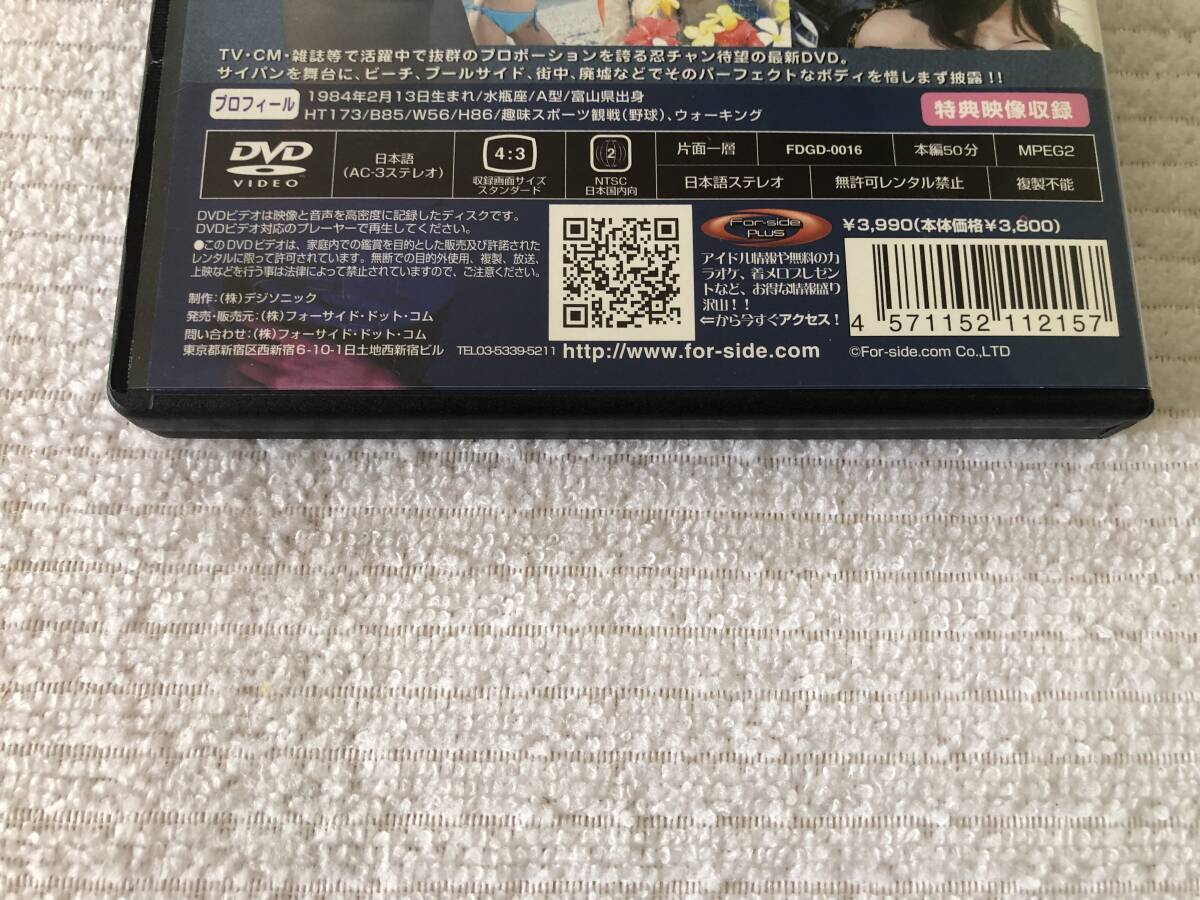 TV・CM・雑誌等で活躍中で抜群のプロポーションを誇る忍チャン待望の最新DVD。
サイパンを舞台に、ビーチ、プールサイド、街中、廃墟などでそのパーフェクトなボディを惜しまず披露!!
プロフィール
1984年2月13日生まれ/水瓶座/A型/富山県出身
HT173/B85/W56/H86/趣味スポーツ観戦(野球)、ウォーキング
特典映像収録
DVD
VIDEO
日本語
(AC-3ステレオ)
4:3
収録画面サイズ
スタンダード
2
NTSC
日本国内向
片面一層
FDGD-0016
本編50分
MPEG2
日本語ステレオ
無許可レンタル禁止
複製不能
DVDビデオは映像と音声を高密度に記録したディスクです。
DVDビデオ対応のプレーヤーで再生してください。
●このDVDビデオは、家庭内での鑑賞を目的とした販売及び許諾された
レンタルに限って許可されています。無断での目的外使用、複製、放送、
上映などを行う事は法律によって禁止されていますので、ご注意ください。
制作:(株)デジソニック
発売・販売元:(株)フォーサイド・ドット・コム
問い合わせ:(株)フォーサイド・ドット・コム
東京都新宿区西新宿6-10-1日土地西新宿ビル TEL03-5339-5211
For-side
PLUS
アイドル情報や無料のカ
ラオケ、着メロプレゼン
トなど、お得な情報盛り
沢山!!
⇐から今すぐアクセス!
http://www.for-side.com
¥3,990(本体価格¥3,800)
4 571152 112157
©For-side.com Co.,LTD